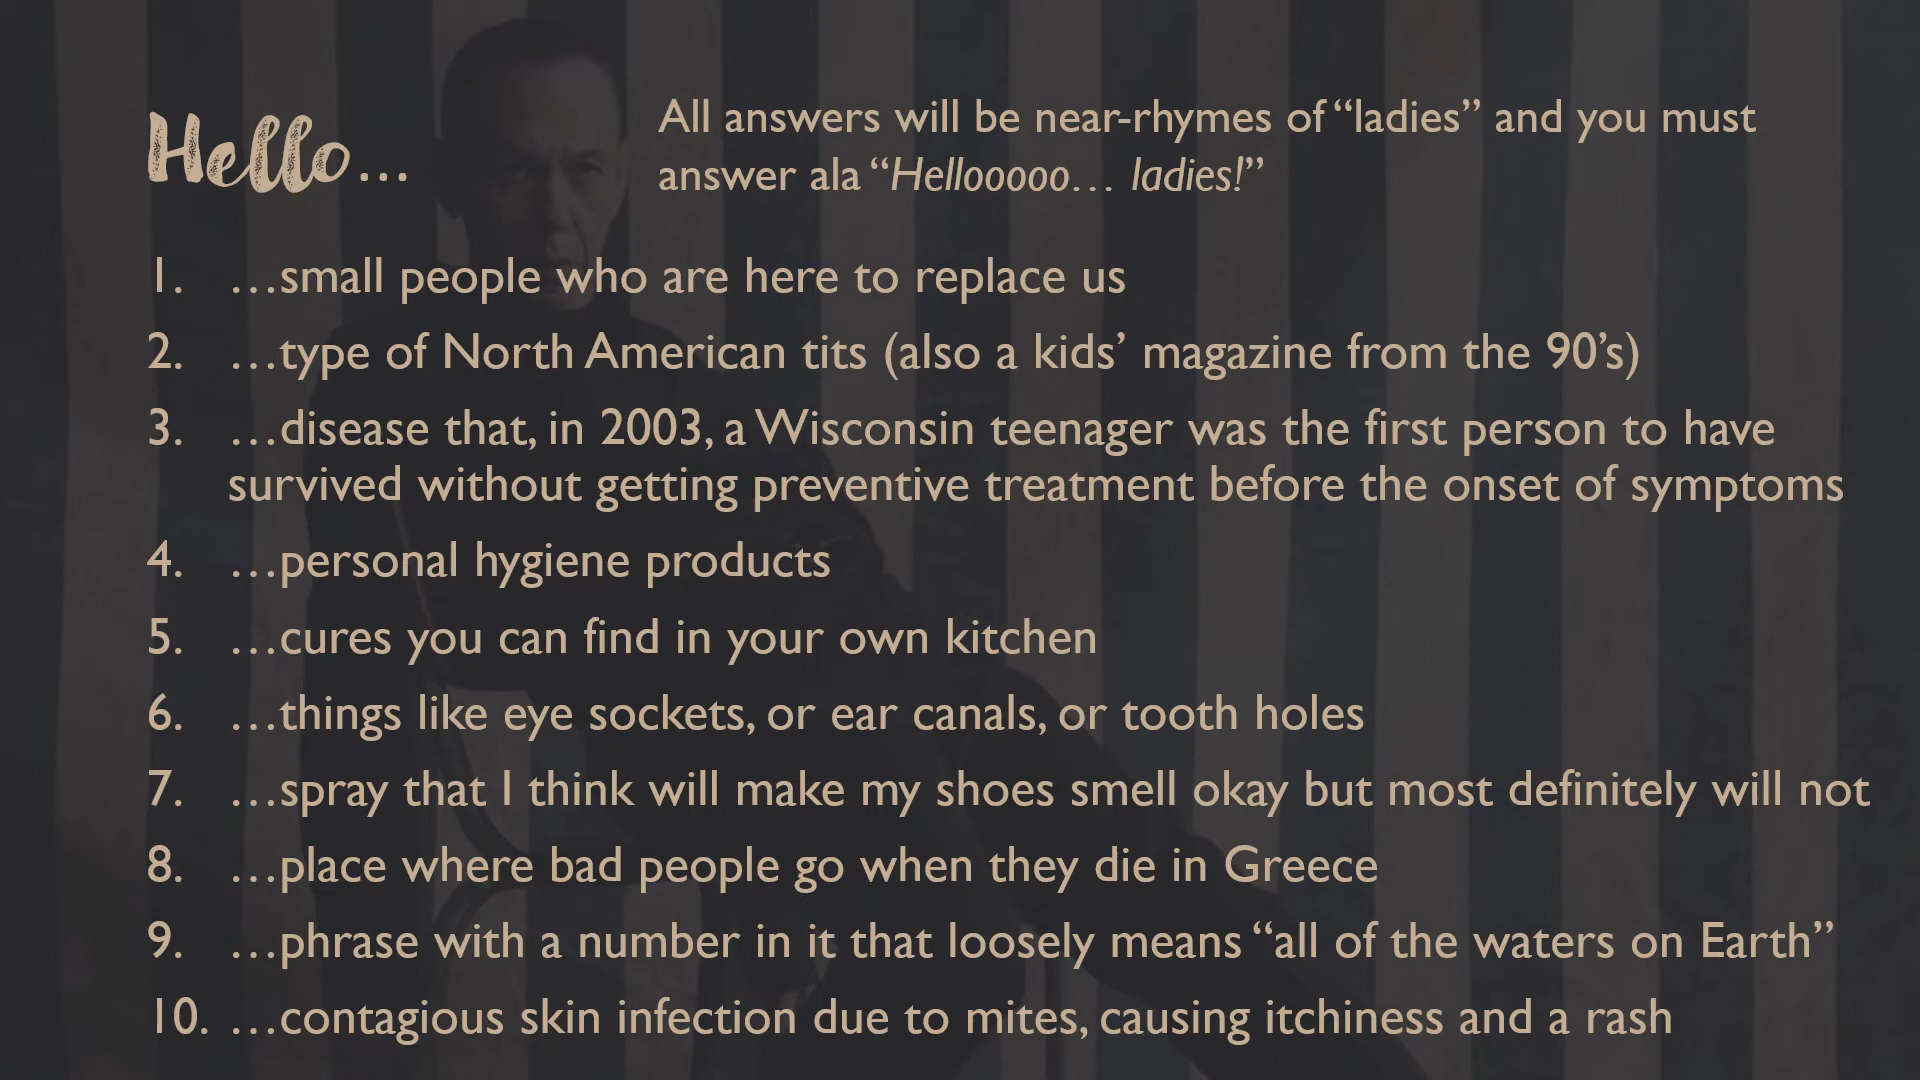 Hello...
All answers will be near-rhymes of “ladies” and you must
answer ala “Hellooooo… ladies!”
1. …small people who are here to replace us
2. …type of North American tits (also a kids’ magazine from the 90’s)
3. …disease that, in 2003, a Wisconsin teenager was the first person to have
survived without getting preventive treatment before the onset of symptoms
4. …personal hygiene products
5. …cures you can find in your own kitchen
6. …things like eye sockets, or ear canals, or tooth holes
7. …spray that I think will make my shoes smell okay but most definitely will not
8. …place where bad people go when they die in Greece
9. …phrase with a number in it that loosely means “all of the waters on Earth”
10. …contagious skin infection due to mites, causing itchiness and a rash